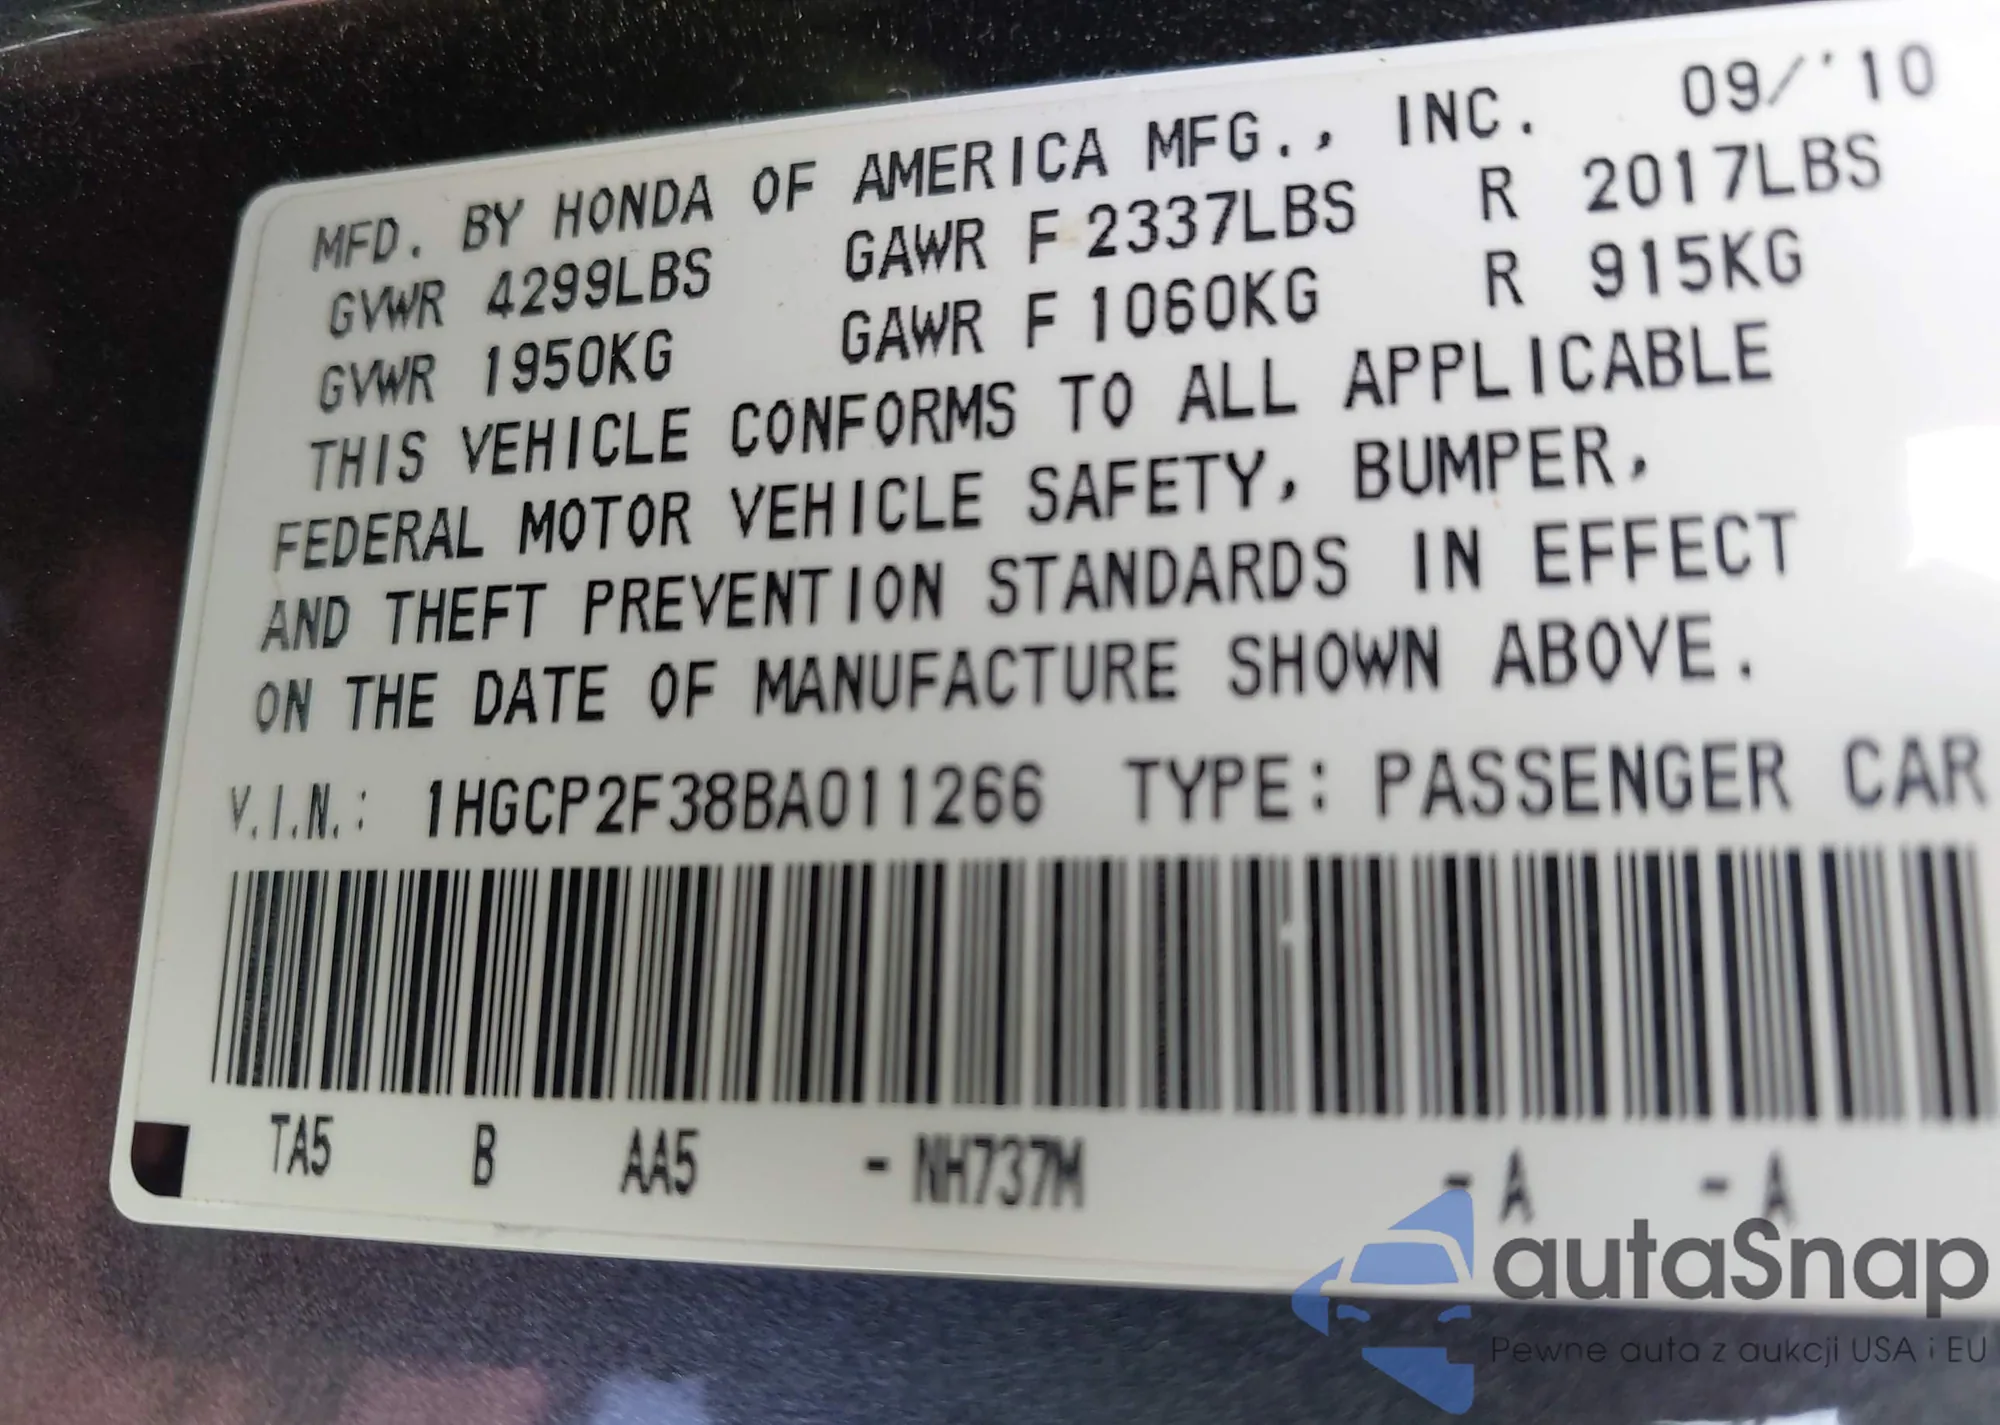 MFD. BY HONDA OF AMERICA MFG., INC. 09/'10
GVWR 4299LBS GAWR F 2337LBS R 2017LBS
GVWR 1950KG GAWR F 1060KG R 915KG
THIS VEHICLE CONFORMS TO ALL APPLICABLE
FEDERAL MOTOR VEHICLE SAFETY, BUMPER,
AND THEFT PREVENTION STANDARDS IN EFFECT
ON THE DATE OF MANUFACTURE SHOWN ABOVE.
V.I.N.: 1HGCP2F38BA011266 TYPE: PASSENGER CAR
TA5 B AA5 - NH737M - A - A
autaSnap
Pewne auta z aukcji USA i EU